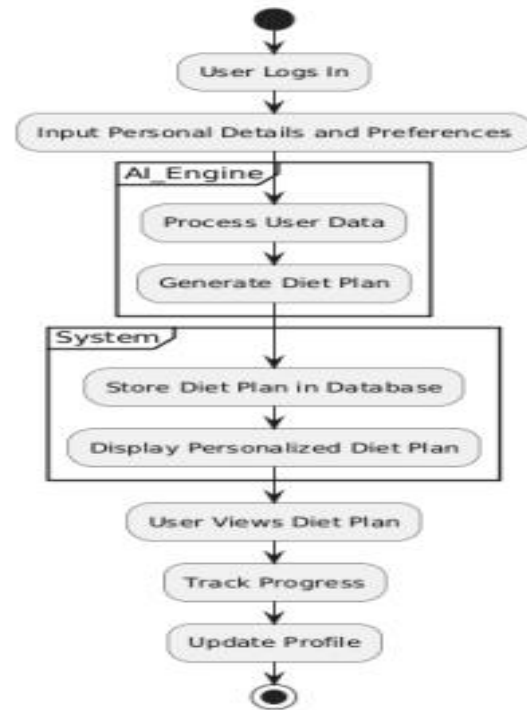 User Logs In
Input Personal Details and Preferences
AI_Engine
Process User Data
Generate Diet Plan
System
Store Diet Plan in Database
Display Personalized Diet Plan
User Views Diet Plan
Track Progress
Update Profile